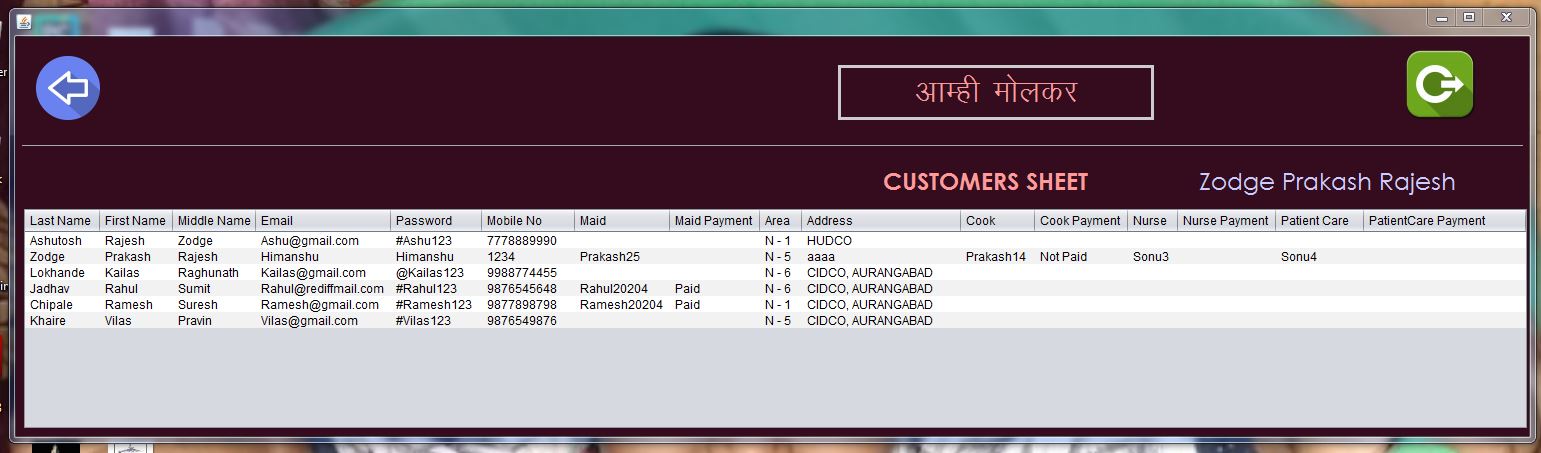 आम्ही मोलकर
CUSTOMERS SHEET Zodge Prakash Rajesh
Last Name First Name Middle Name Email Password Mobile No Maid Maid Payment Area Address Cook Cook Payment Nurse Nurse Payment Patient Care PatientCare Payment
Ashutosh Rajesh Zodge Ashu@gmail.com #Ashu123 7778889990 N - 1 HUDCO
Zodge Prakash Rajesh Himanshu Himanshu 1234 Prakash25 N - 5 aaaa Prakash14 Not Paid Sonu3 Sonu4
Lokhande Kailas Raghunath Kailas@gmail.com @Kailas123 9988774455 N - 6 CIDCO, AURANGABAD
Jadhav Rahul Sumit Rahul@rediffmail.com #Rahul123 9876545648 Rahul20204 Paid N - 6 CIDCO, AURANGABAD
Chipale Ramesh Suresh Ramesh@gmail.com #Ramesh123 9877898798 Ramesh20204 Paid N - 1 CIDCO, AURANGABAD
Khaire Vilas Pravin Vilas@gmail.com #Vilas123 9876549876 N - 5 CIDCO, AURANGABAD